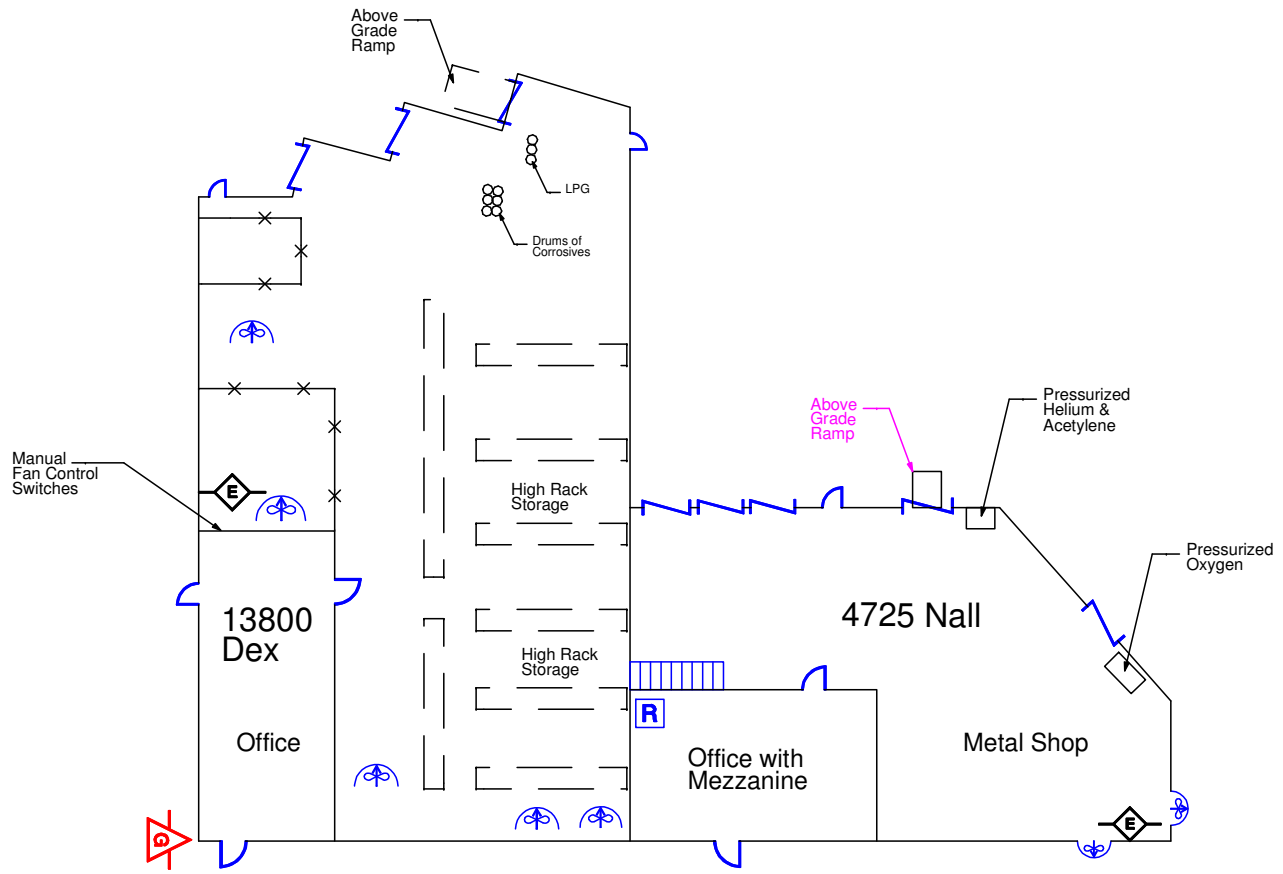 Above
Grade
Ramp
LPG
Drums of
Corrosives
Above
Grade
Ramp
Pressurized
Helium &
Acetylene
Manual
Fan Control
Switches
E
High Rack
Storage
Pressurized
Oxygen
13800
Dex
4725 Nall
High Rack
Storage
R
Office
Office with
Mezzanine
Metal Shop
G
E